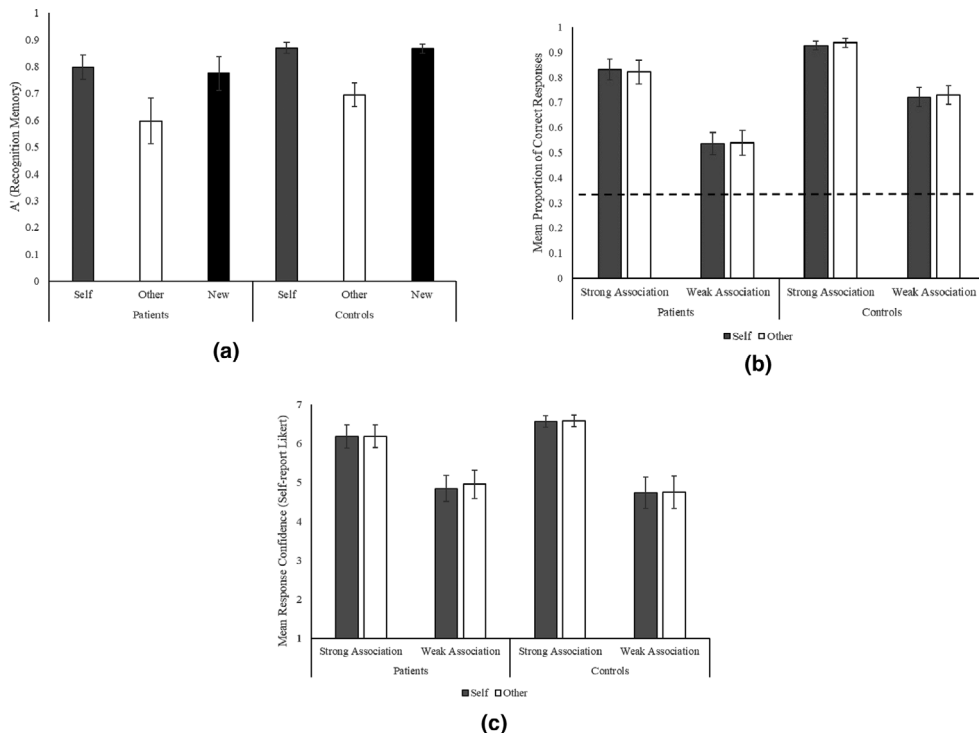 A' (Recognition Memory)
1
0.9
0.8
0.7
0.6
0.5
0.4
0.3
0.2
0.1
0
Self Other New Self Other New
Patients Controls
(a)
Mean Proportion of Correct Responses
1
0.9
0.8
0.7
0.6
0.5
0.4
0.3
0.2
0.1
0
Strong Association Weak Association Strong Association Weak Association
Patients Controls
Self Other
(b)
Mean Response Confidence (Self-report Likert)
7
6
5
4
3
2
1
Strong Association Weak Association Strong Association Weak Association
Patients Controls
Self Other
(c)